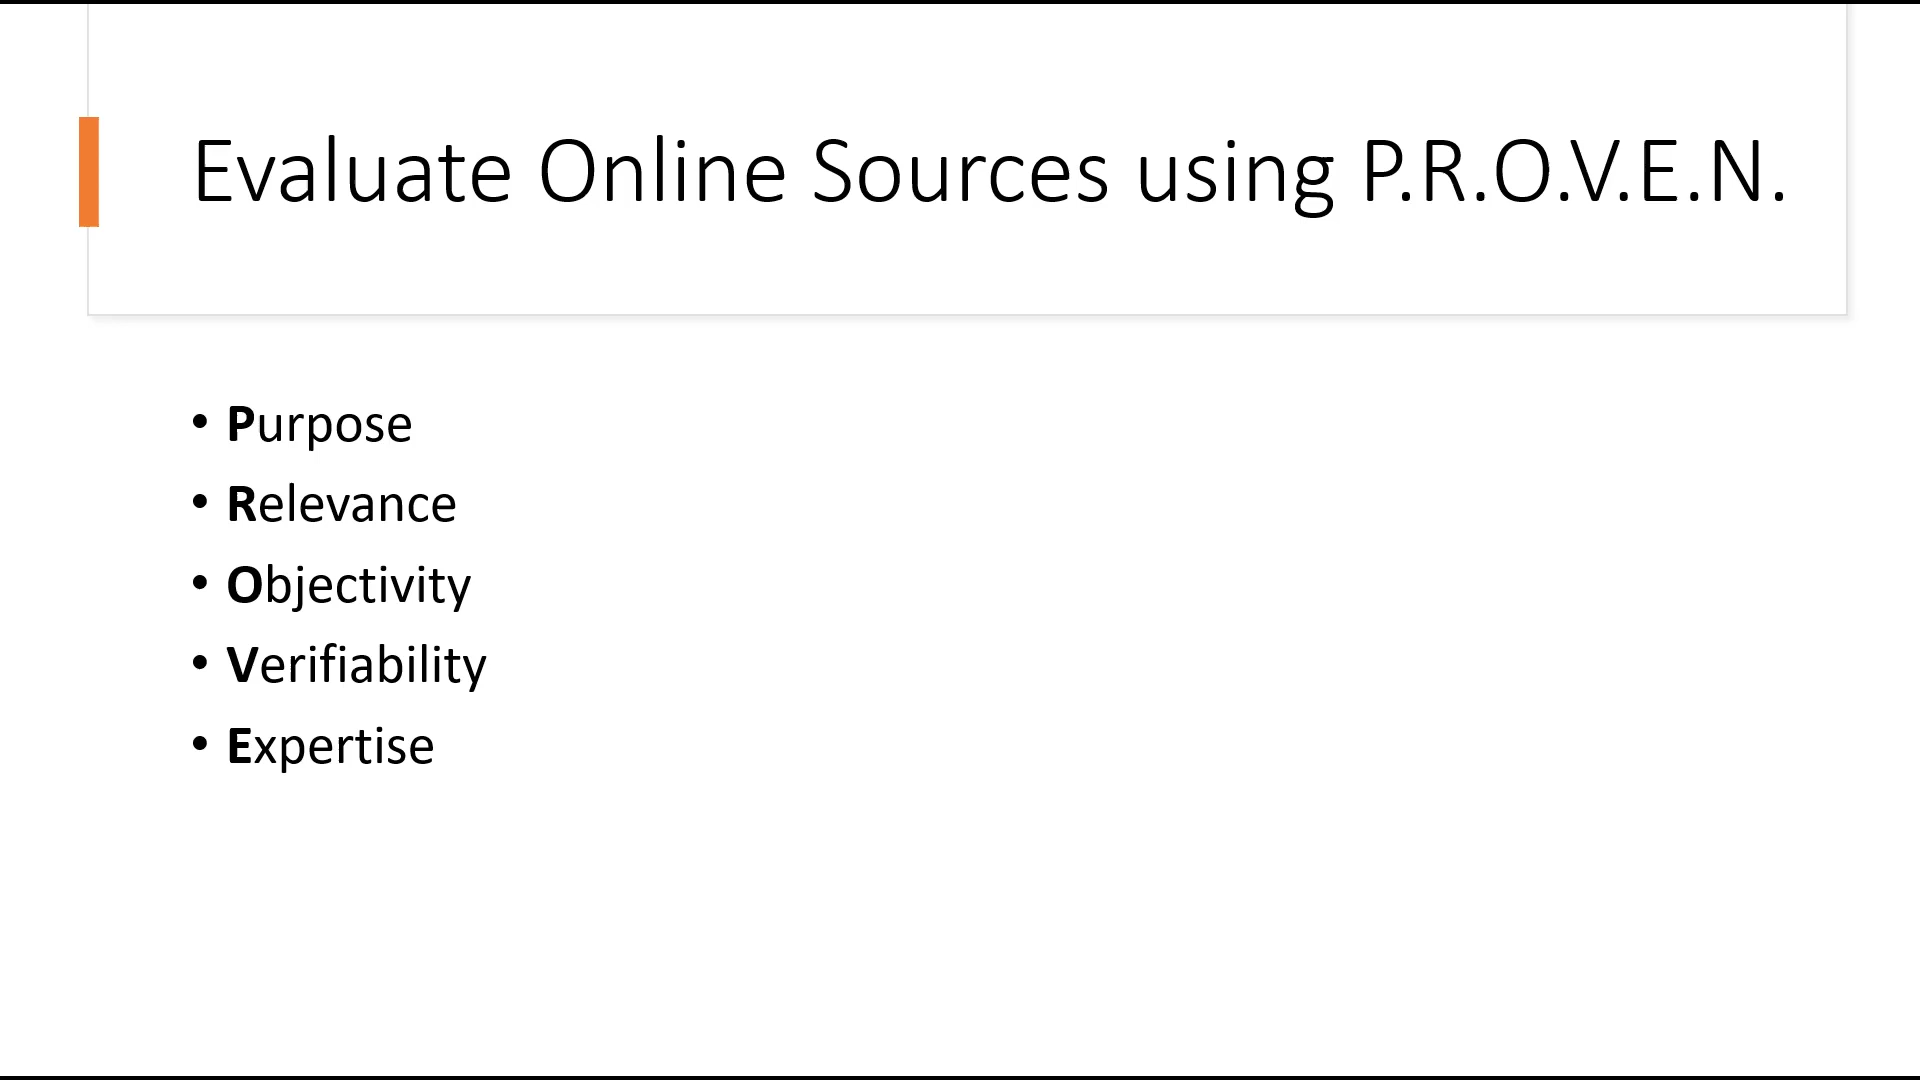 Evaluate Online Sources using P.R.O.V.E.N.
• Purpose
• Relevance
• Objectivity
• Verifiability
• Expertise